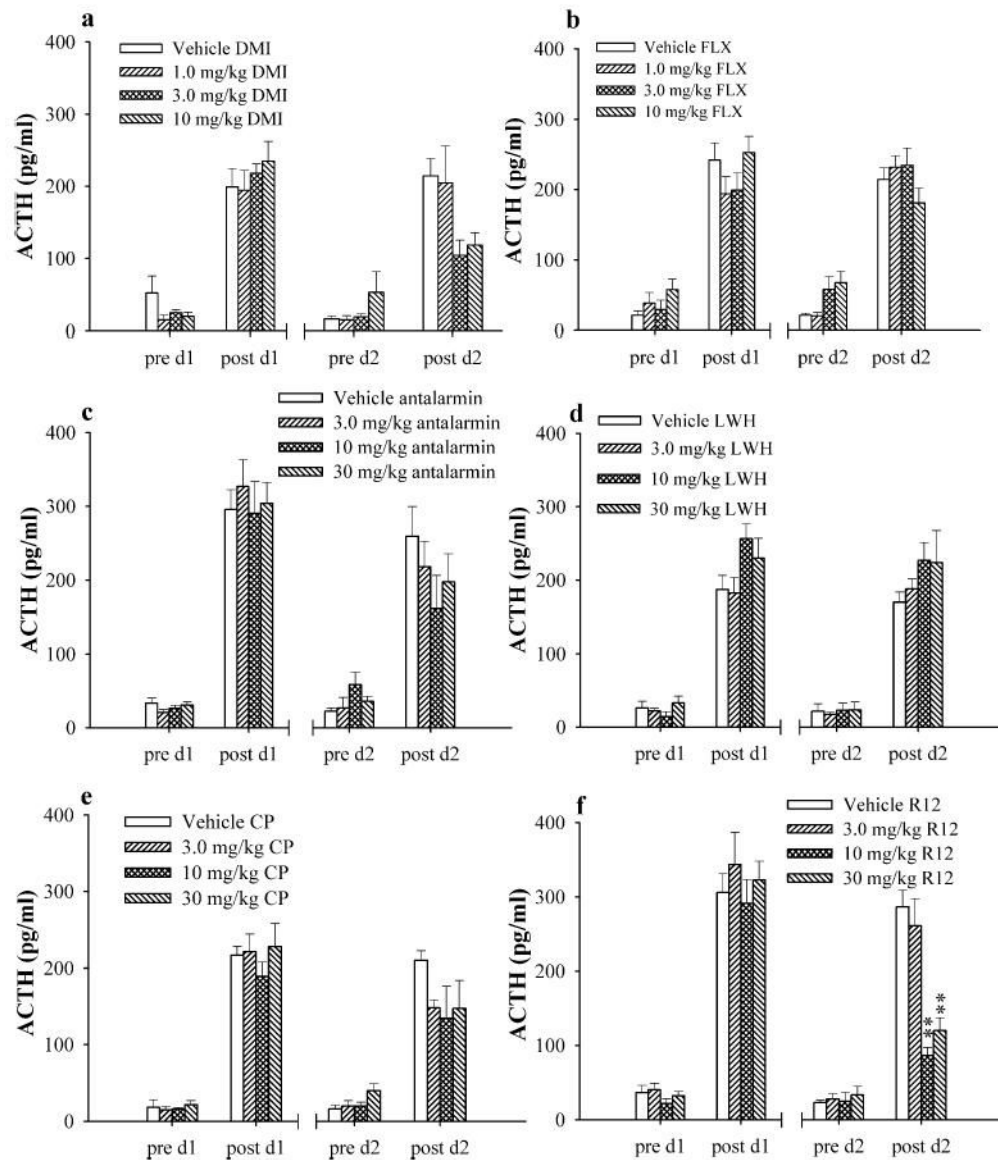 a
ACTH (pg/ml)
400
300
200
100
0
Vehicle DMI
1.0 mg/kg DMI
3.0 mg/kg DMI
10 mg/kg DMI
pre d1 post d1 pre d2 post d2
b
ACTH (pg/ml)
400
300
200
100
0
Vehicle FLX
1.0 mg/kg FLX
3.0 mg/kg FLX
10 mg/kg FLX
pre d1 post d1 pre d2 post d2
c
ACTH (pg/ml)
400
300
200
100
0
Vehicle antalarmin
3.0 mg/kg antalarmin
10 mg/kg antalarmin
30 mg/kg antalarmin
pre d1 post d1 pre d2 post d2
d
ACTH (pg/ml)
400
300
200
100
0
Vehicle LWH
3.0 mg/kg LWH
10 mg/kg LWH
30 mg/kg LWH
pre d1 post d1 pre d2 post d2
e
ACTH (pg/ml)
400
300
200
100
0
Vehicle CP
3.0 mg/kg CP
10 mg/kg CP
30 mg/kg CP
pre d1 post d1 pre d2 post d2
f
ACTH (pg/ml)
400
300
200
100
0
Vehicle R12
3.0 mg/kg R12
10 mg/kg R12
30 mg/kg R12
** **
pre d1 post d1 pre d2 post d2